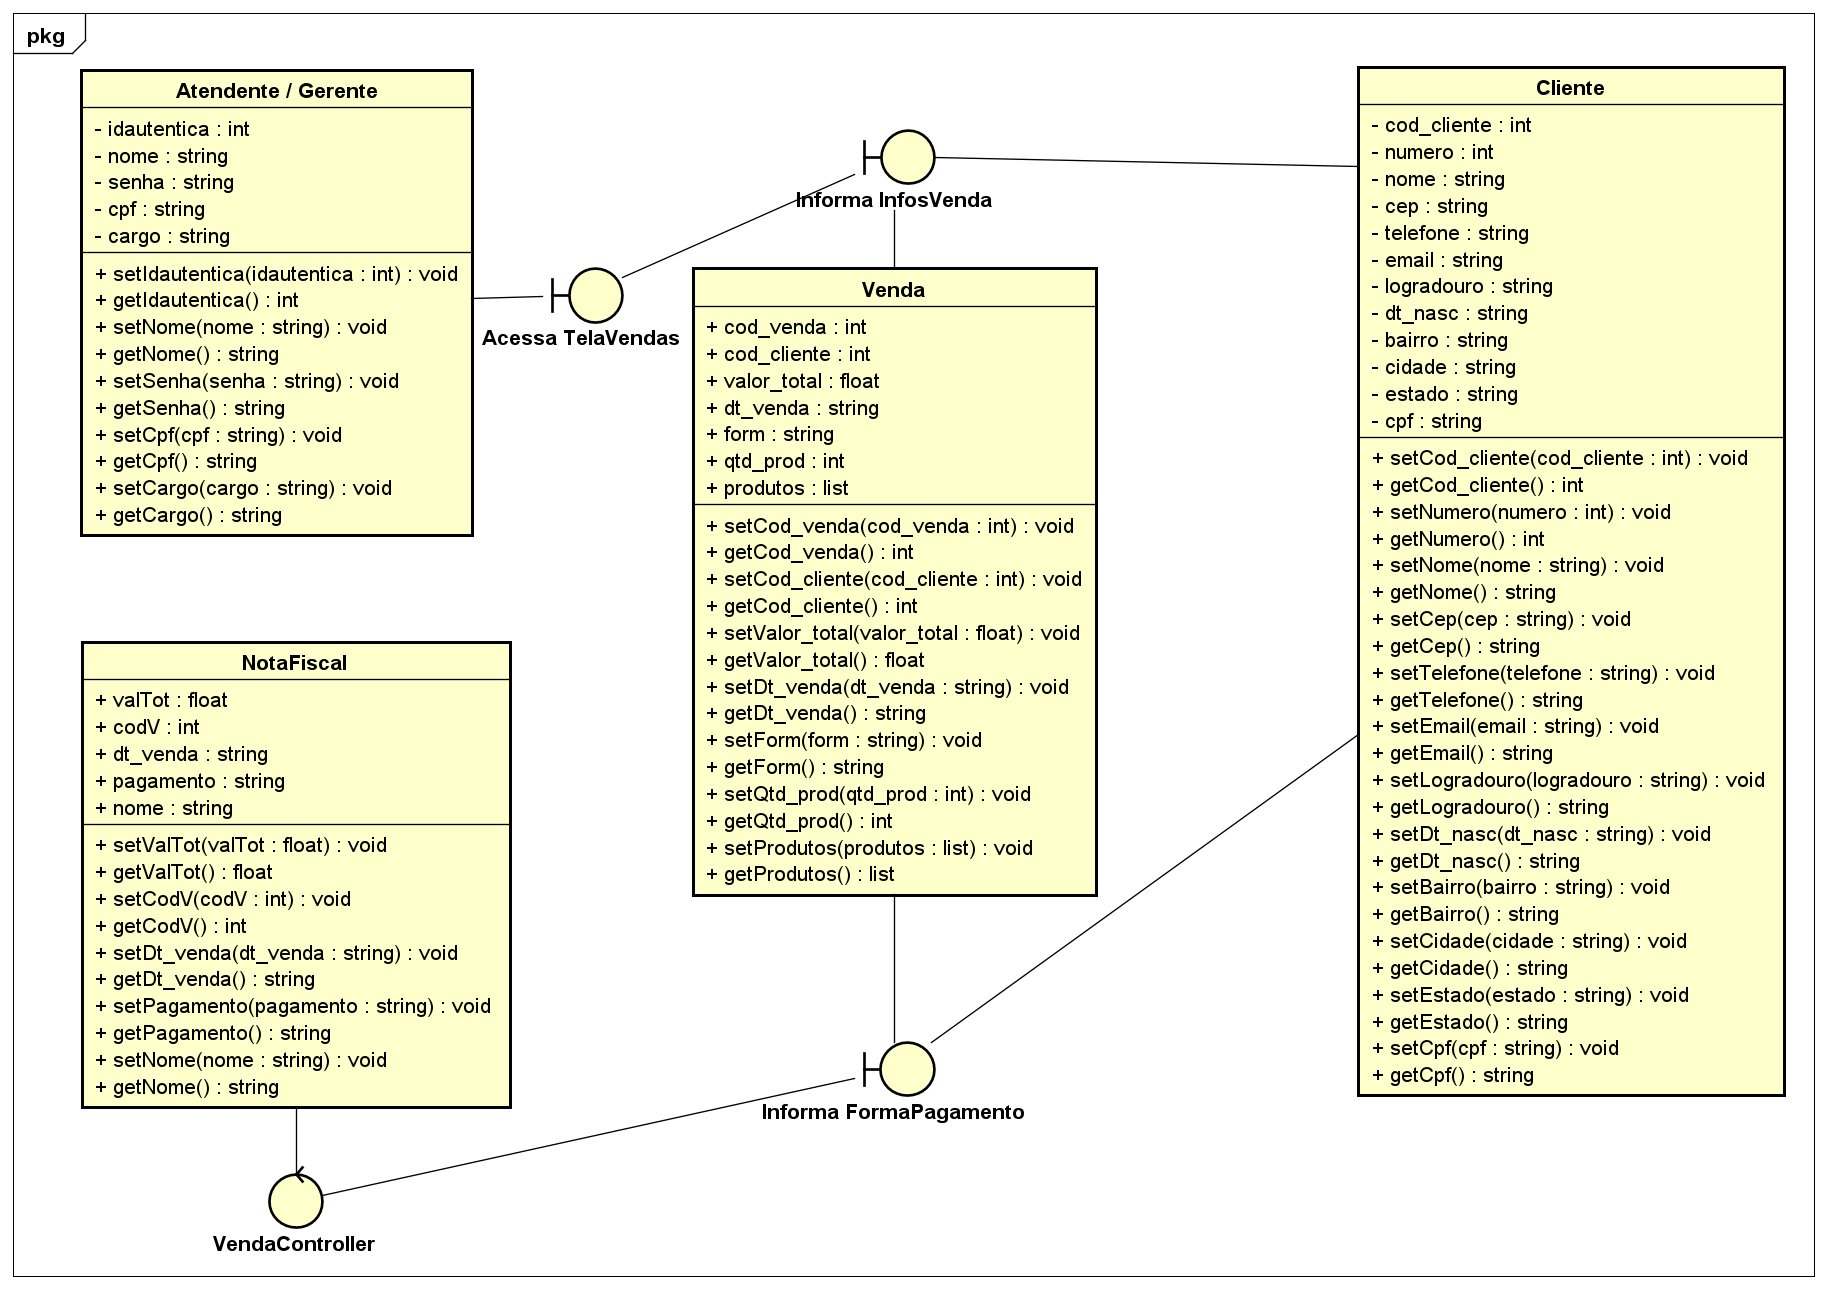 pkg
Atendente / Gerente
- idautentica : int
- nome : string
- senha : string
- cpf : string
- cargo : string
+ setIdautentica(idautentica : int) : void
+ getIdautentica() : int
+ setNome(nome : string) : void
+ getNome() : string
+ setSenha(senha : string) : void
+ getSenha() : string
+ setCpf(cpf : string) : void
+ getCpf() : string
+ setCargo(cargo : string) : void
+ getCargo() : string
Acessa TelaVendas
Informa InfosVenda
Venda
+ cod_venda : int
+ cod_cliente : int
+ valor_total : float
+ dt_venda : string
+ form : string
+ qtd_prod : int
+ produtos : list
+ setCod_venda(cod_venda : int) : void
+ getCod_venda() : int
+ setCod_cliente(cod_cliente : int) : void
+ getCod_cliente() : int
+ setValor_total(valor_total : float) : void
+ getValor_total() : float
+ setDt_venda(dt_venda : string) : void
+ getDt_venda() : string
+ setForm(form : string) : void
+ getForm() : string
+ setQtd_prod(qtd_prod : int) : void
+ getQtd_prod() : int
+ setProdutos(produtos : list) : void
+ getProdutos() : list
Cliente
- cod_cliente : int
- numero : int
- nome : string
- cep : string
- telefone : string
- email : string
- logradouro : string
- dt_nasc : string
- bairro : string
- cidade : string
- estado : string
- cpf : string
+ setCod_cliente(cod_cliente : int) : void
+ getCod_cliente() : int
+ setNumero(numero : int) : void
+ getNumero() : int
+ setNome(nome : string) : void
+ getNome() : string
+ setCep(cep : string) : void
+ getCep() : string
+ setTelefone(telefone : string) : void
+ getTelefone() : string
+ setEmail(email : string) : void
+ getEmail() : string
+ setLogradouro(logradouro : string) : void
+ getLogradouro() : string
+ setDt_nasc(dt_nasc : string) : void
+ getDt_nasc() : string
+ setBairro(bairro : string) : void
+ getBairro() : string
+ setCidade(cidade : string) : void
+ getCidade() : string
+ setEstado(estado : string) : void
+ getEstado() : string
+ setCpf(cpf : string) : void
+ getCpf() : string
NotaFiscal
+ valTot : float
+ codV : int
+ dt_venda : string
+ pagamento : string
+ nome : string
+ setValTot(valTot : float) : void
+ getValTot() : float
+ setCodV(codV : int) : void
+ getCodV() : int
+ setDt_venda(dt_venda : string) : void
+ getDt_venda() : string
+ setPagamento(pagamento : string) : void
+ getPagamento() : string
+ setNome(nome : string) : void
+ getNome() : string
Informa FormaPagamento
VendaController